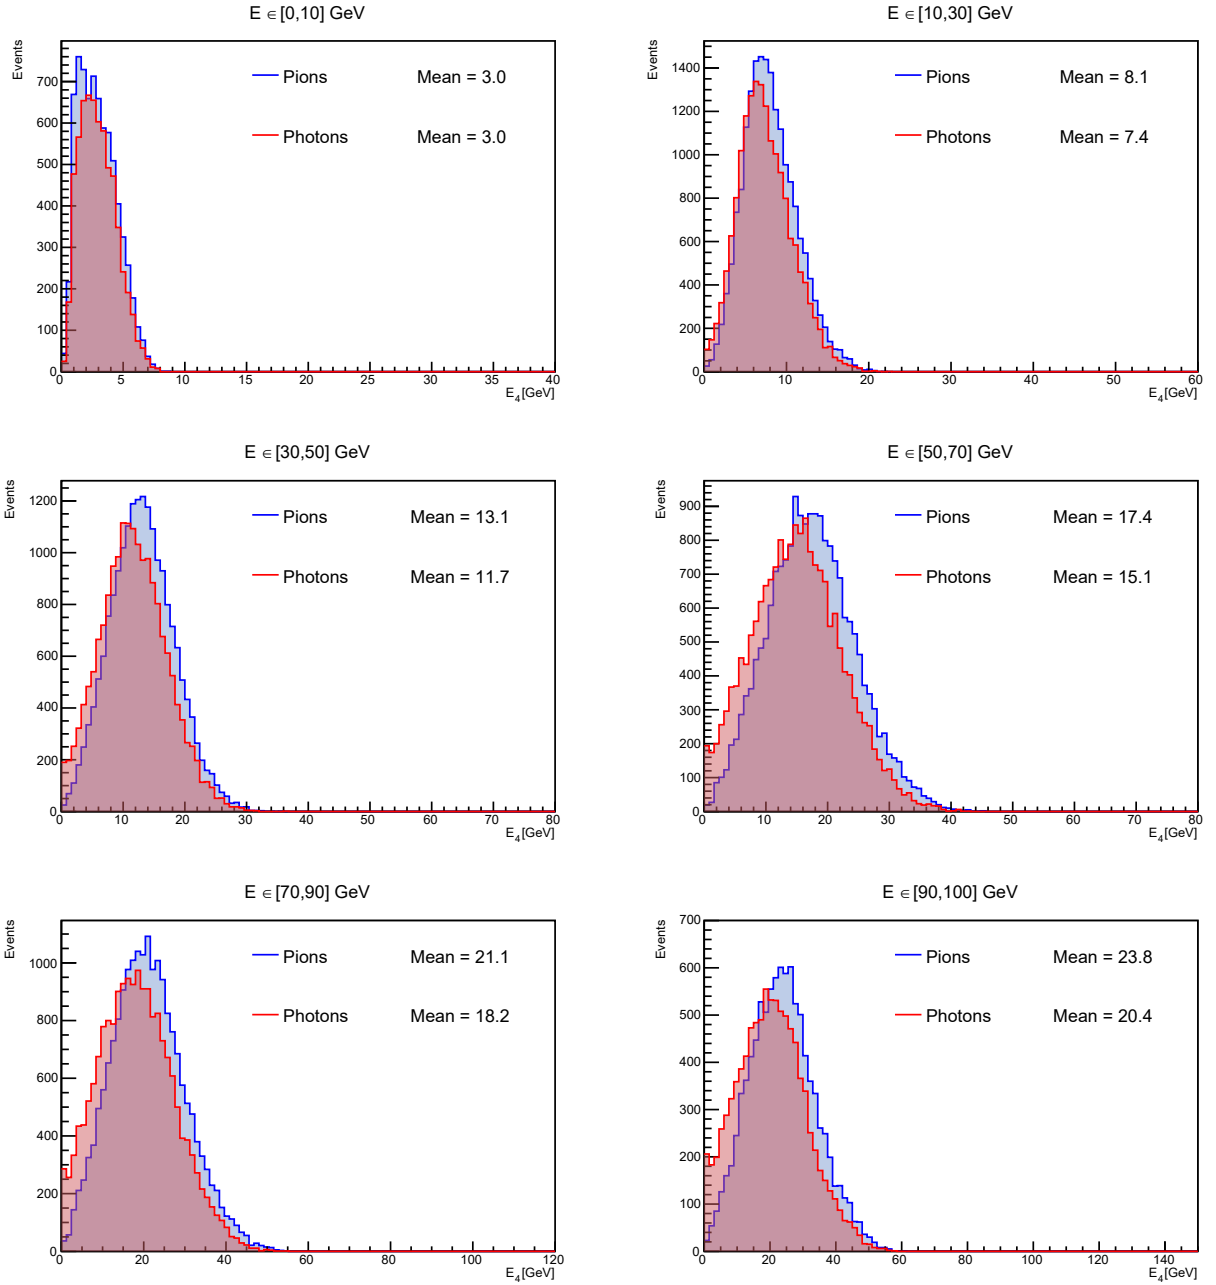 E ∈ [0,10] GeV
Events
Pions Mean = 3.0
Photons Mean = 3.0
700
600
500
400
300
200
100
0
0 5 10 15 20 25 30 35 40
E4[GeV]
E ∈ [10,30] GeV
Events
Pions Mean = 8.1
Photons Mean = 7.4
1400
1200
1000
800
600
400
200
0
0 10 20 30 40 50 60
E4[GeV]
E ∈ [30,50] GeV
Events
Pions Mean = 13.1
Photons Mean = 11.7
1200
1000
800
600
400
200
0
0 10 20 30 40 50 60 70 80
E4[GeV]
E ∈ [50,70] GeV
Events
Pions Mean = 17.4
Photons Mean = 15.1
900
800
700
600
500
400
300
200
100
0
0 10 20 30 40 50 60 70 80
E4[GeV]
E ∈ [70,90] GeV
Events
Pions Mean = 21.1
Photons Mean = 18.2
1000
800
600
400
200
0
0 20 40 60 80 100 120
E4[GeV]
E ∈ [90,100] GeV
Events
Pions Mean = 23.8
Photons Mean = 20.4
700
600
500
400
300
200
100
0
0 20 40 60 80 100 120 140
E4[GeV]